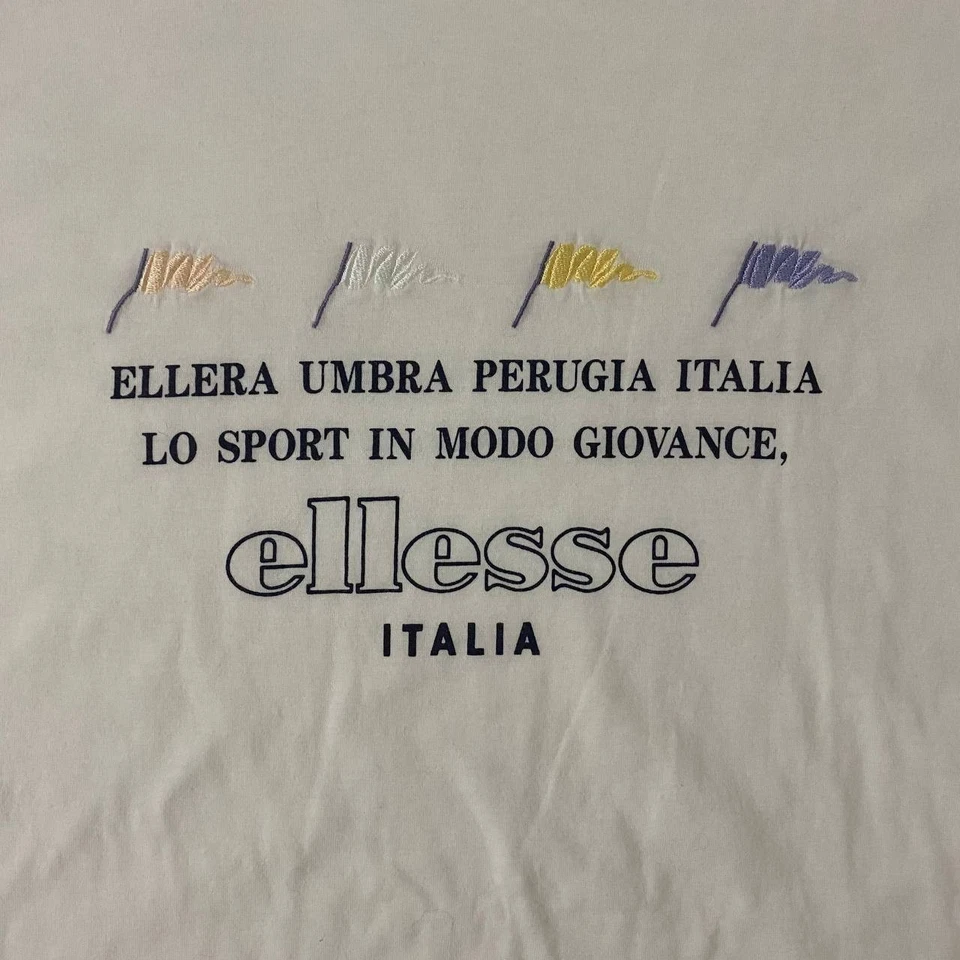 ELLERA UMBRA PERUGIA ITALIA
LO SPORT IN MODO GIOVANCE,
ellesse
ITALIA